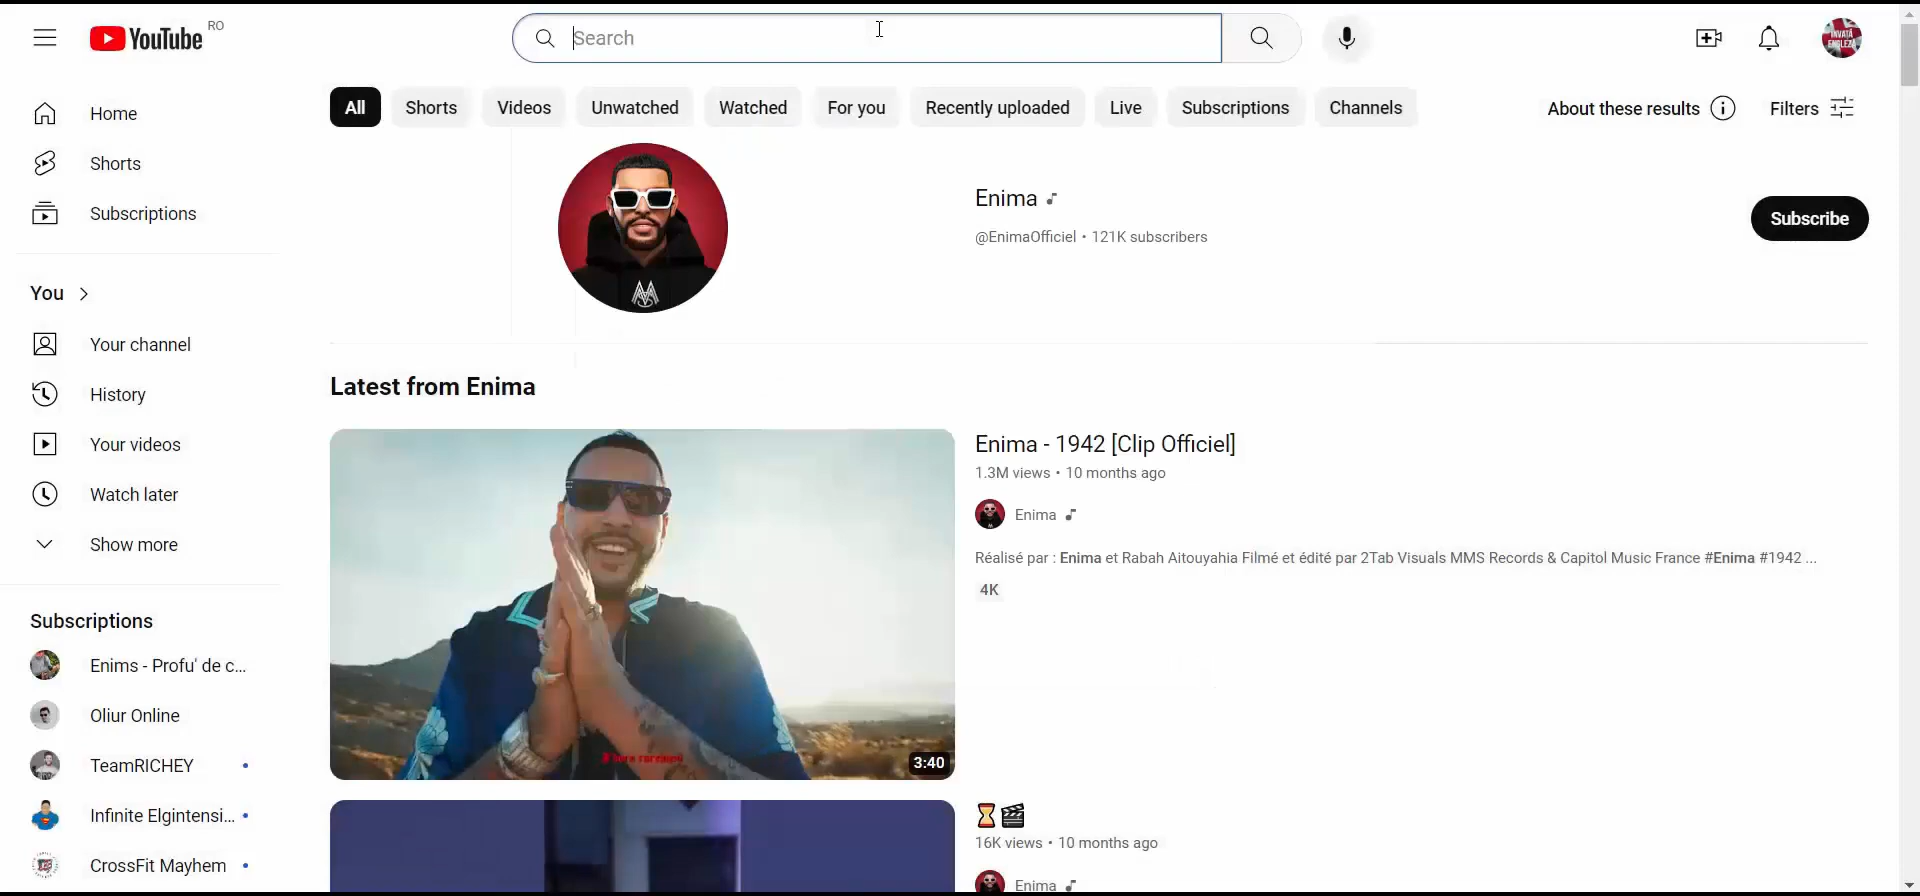 YouTube RO
Search
All Shorts Videos Unwatched Watched For you Recently uploaded Live Subscriptions Channels About these results Filters
Home
Shorts
Subscriptions
You
Your channel
History
Your videos
Watch later
Show more
Subscriptions
Enims - Profu' de c...
Oliur Online
TeamRICHEY
Infinite Elgintensi...
CrossFit Mayhem
Enima
@EnimaOfficiel • 121K subscribers
Subscribe
Latest from Enima
3:40
Enima - 1942 [Clip Officiel]
1.3M views • 10 months ago
Enima
Réalisé par : Enima et Rabah Aitouyahia Filmé et édité par 2Tab Visuals MMS Records & Capitol Music France #Enima #1942 ...
4K
16K views • 10 months ago
Enima